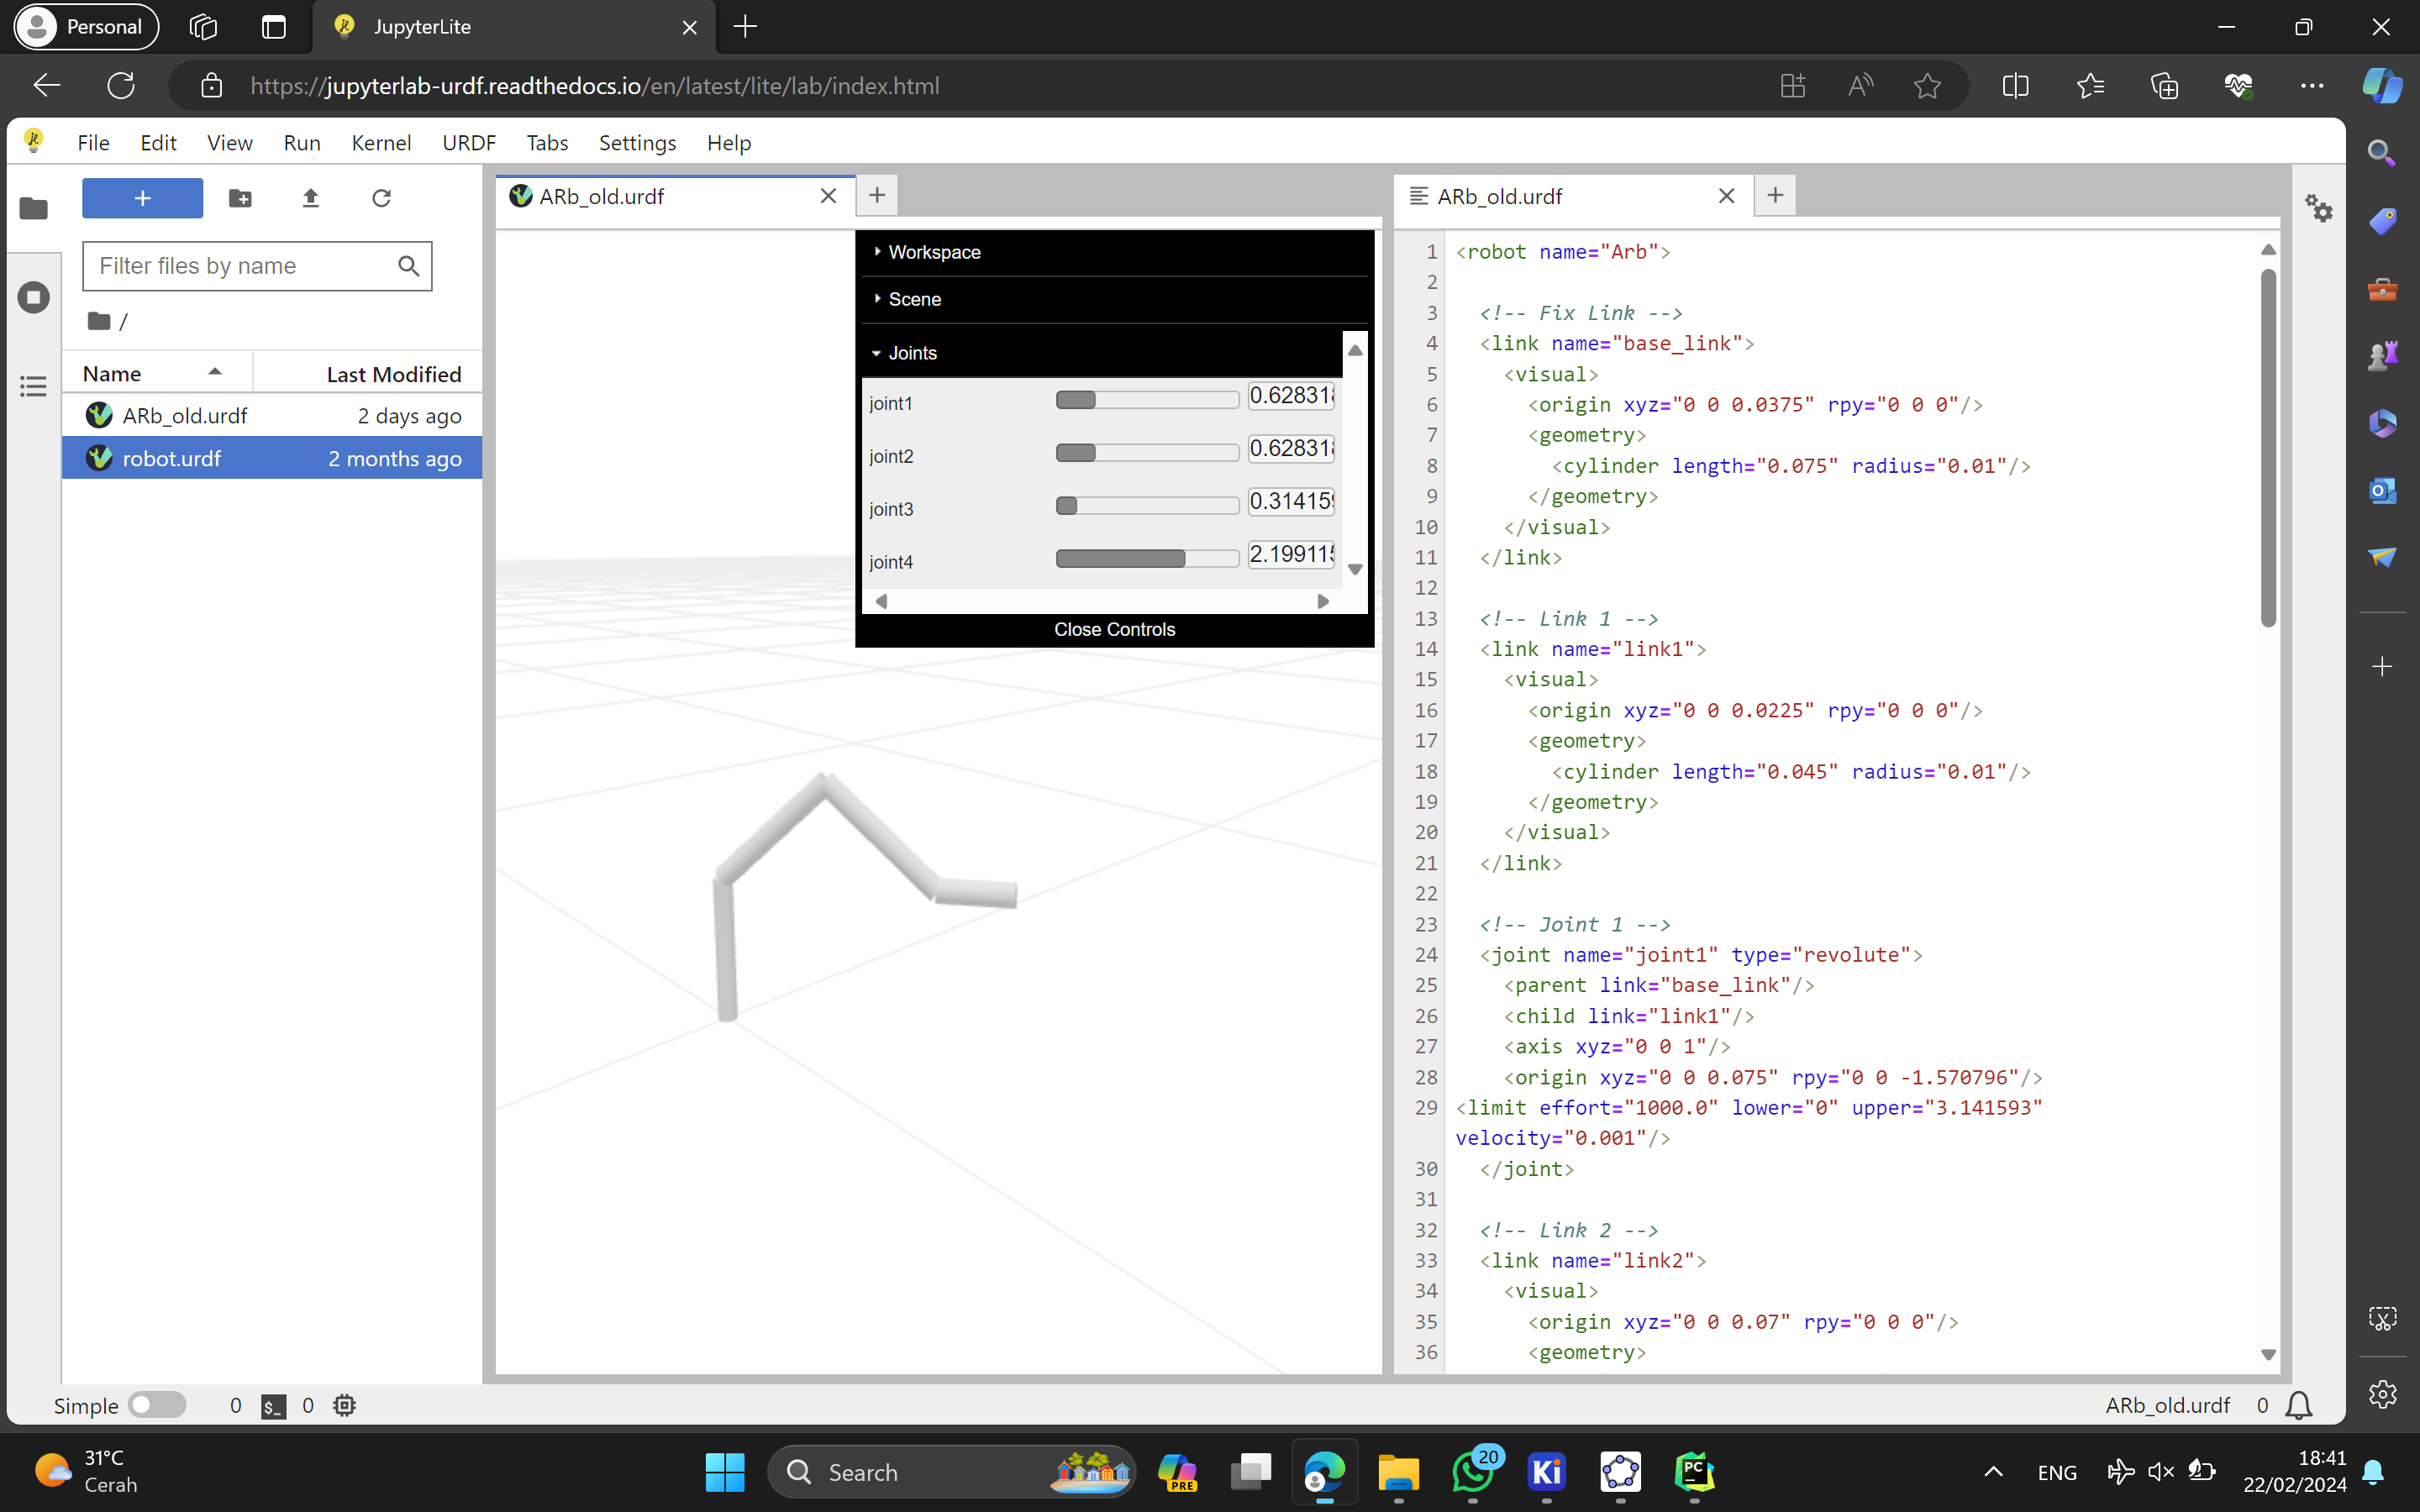 Personal
JupyterLite
https://jupyterlab-urdf.readthedocs.io/en/latest/lite/lab/index.html
File Edit View Run Kernel URDF Tabs Settings Help
Filter files by name
/
Name Last Modified
ARb_old.urdf 2 days ago
robot.urdf 2 months ago
ARb_old.urdf
Workspace
Scene
Joints
joint1 0.62831
joint2 0.62831
joint3 0.31415
joint4 2.19911
Close Controls
ARb_old.urdf
1 <robot name="Arb">
2
3 <!-- Fix Link -->
4 <link name="base_link">
5 <visual>
6 <origin xyz="0 0 0.0375" rpy="0 0 0"/>
7 <geometry>
8 <cylinder length="0.075" radius="0.01"/>
9 </geometry>
10 </visual>
11 </link>
12
13 <!-- Link 1 -->
14 <link name="link1">
15 <visual>
16 <origin xyz="0 0 0.0225" rpy="0 0 0"/>
17 <geometry>
18 <cylinder length="0.045" radius="0.01"/>
19 </geometry>
20 </visual>
21 </link>
22
23 <!-- Joint 1 -->
24 <joint name="joint1" type="revolute">
25 <parent link="base_link"/>
26 <child link="link1"/>
27 <axis xyz="0 0 1"/>
28 <origin xyz="0 0 0.075" rpy="0 0 -1.570796"/>
29 <limit effort="1000.0" lower="0" upper="3.141593"
velocity="0.001"/>
30 </joint>
31
32 <!-- Link 2 -->
33 <link name="link2">
34 <visual>
35 <origin xyz="0 0 0.07" rpy="0 0 0"/>
36 <geometry>
Simple 0 $_ 0
ARb_old.urdf 0
31°C
Cerah
Search
PRE
20
Ki
PC
ENG
18:41
22/02/2024